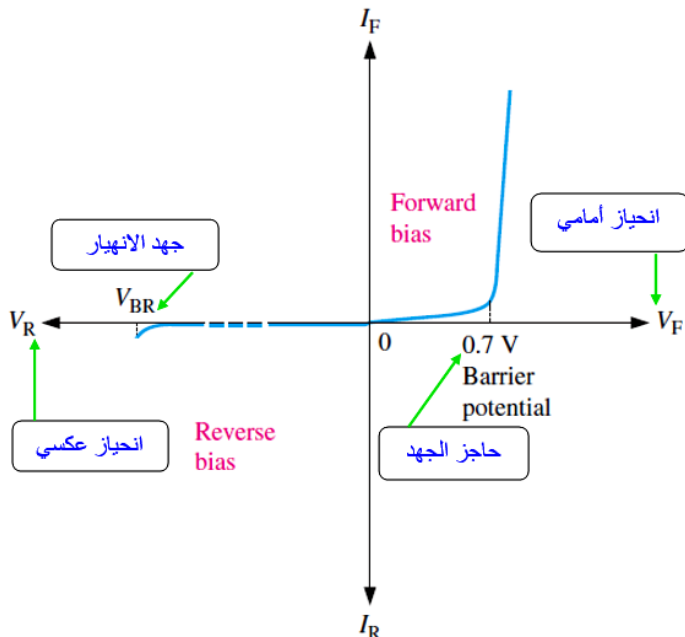 I_F
Forward
bias
انحياز أمامي
جهد الانهيار
V_BR
V_R
0
0.7 V
V_F
Barrier
potential
انحياز عكسي
Reverse
bias
حاجز الجهد
I_R